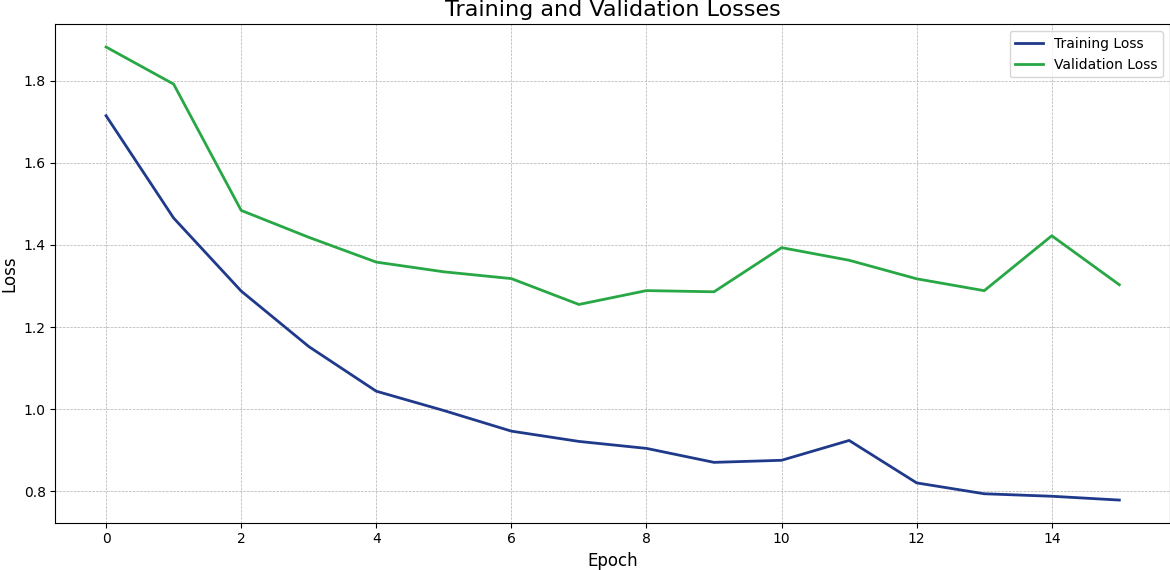 Training and Validation Losses
Training Loss
Validation Loss
Loss
1.8
1.6
1.4
1.2
1.0
0.8
0 2 4 6 8 10 12 14
Epoch